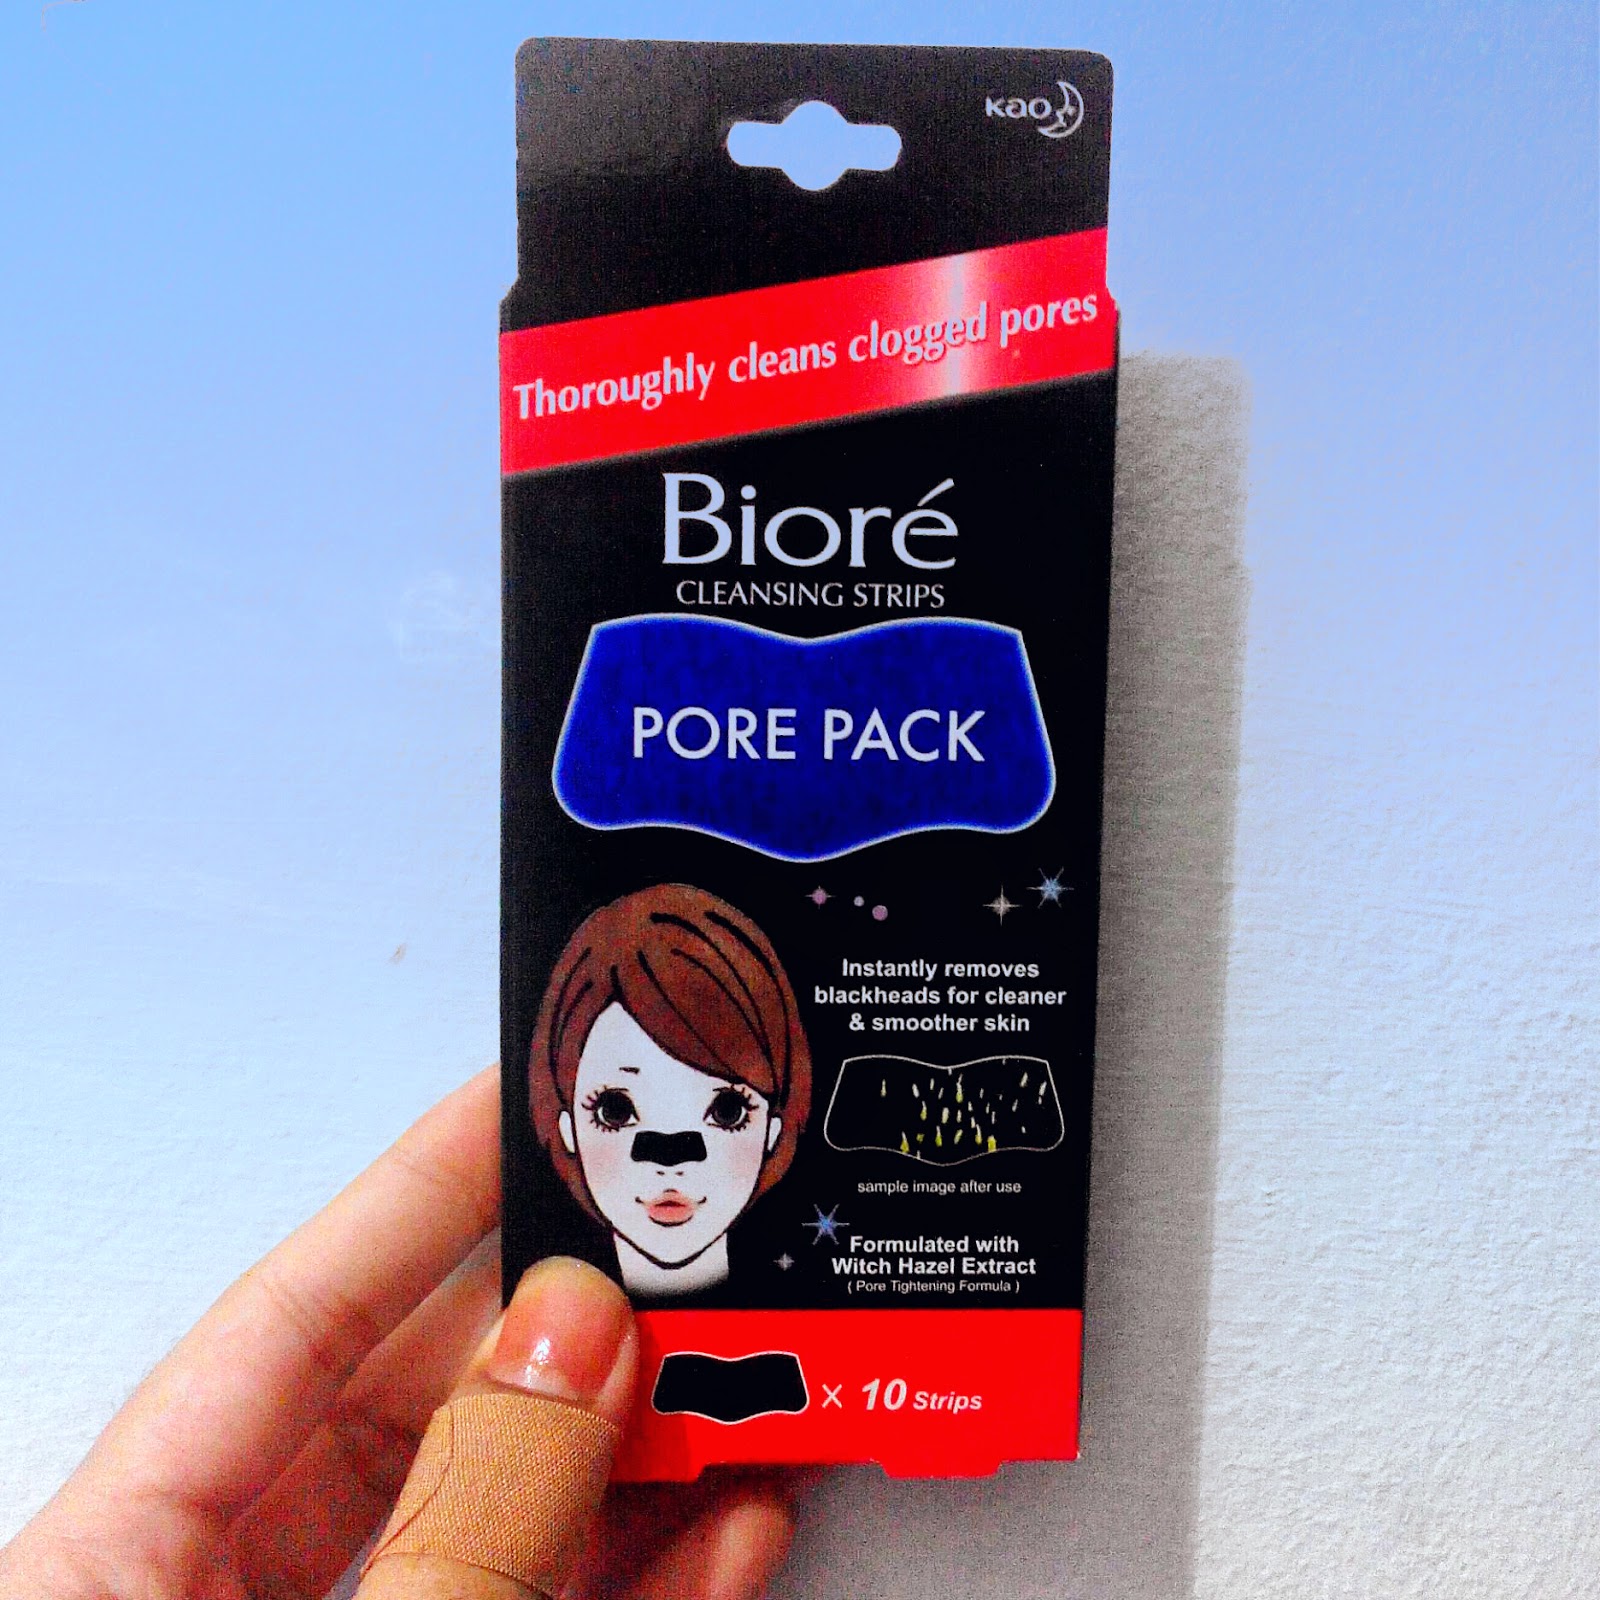 Kao
Thoroughly cleans clogged pores
Bioré
CLEANSING STRIPS
PORE PACK
Instantly removes
blackheads for cleaner
& smoother skin
sample image after use
Formulated with
Witch Hazel Extract
( Pore Tightening Formula )
X 10 Strips